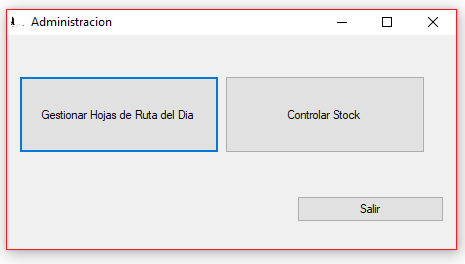 Administracion
Gestionar Hojas de Ruta del Dia
Controlar Stock
Salir